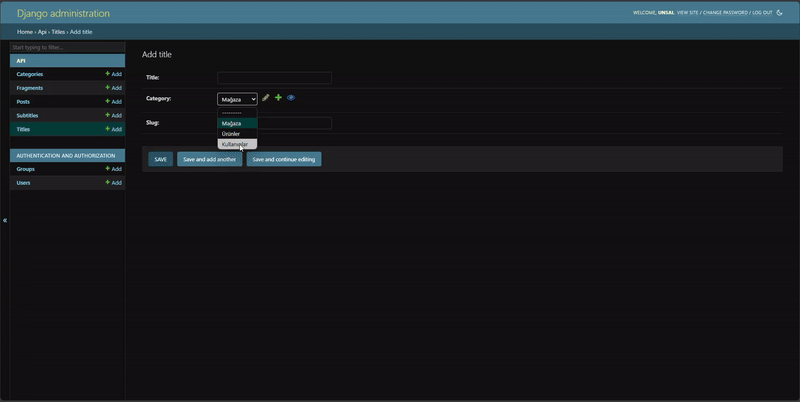 Django administration
WELCOME, UNSAL. VIEW SITE / CHANGE PASSWORD / LOG OUT
Home › Api › Titles › Add title
Start typing to filter...
API
Categories + Add
Fragments + Add
Posts + Add
Subtitles + Add
Titles + Add
AUTHENTICATION AND AUTHORIZATION
Groups + Add
Users + Add
«
Add title
Title:
Category:
Mağaza
---------
Mağaza
Ürünler
Kullanıcılar
Slug:
SAVE
Save and add another
Save and continue editing